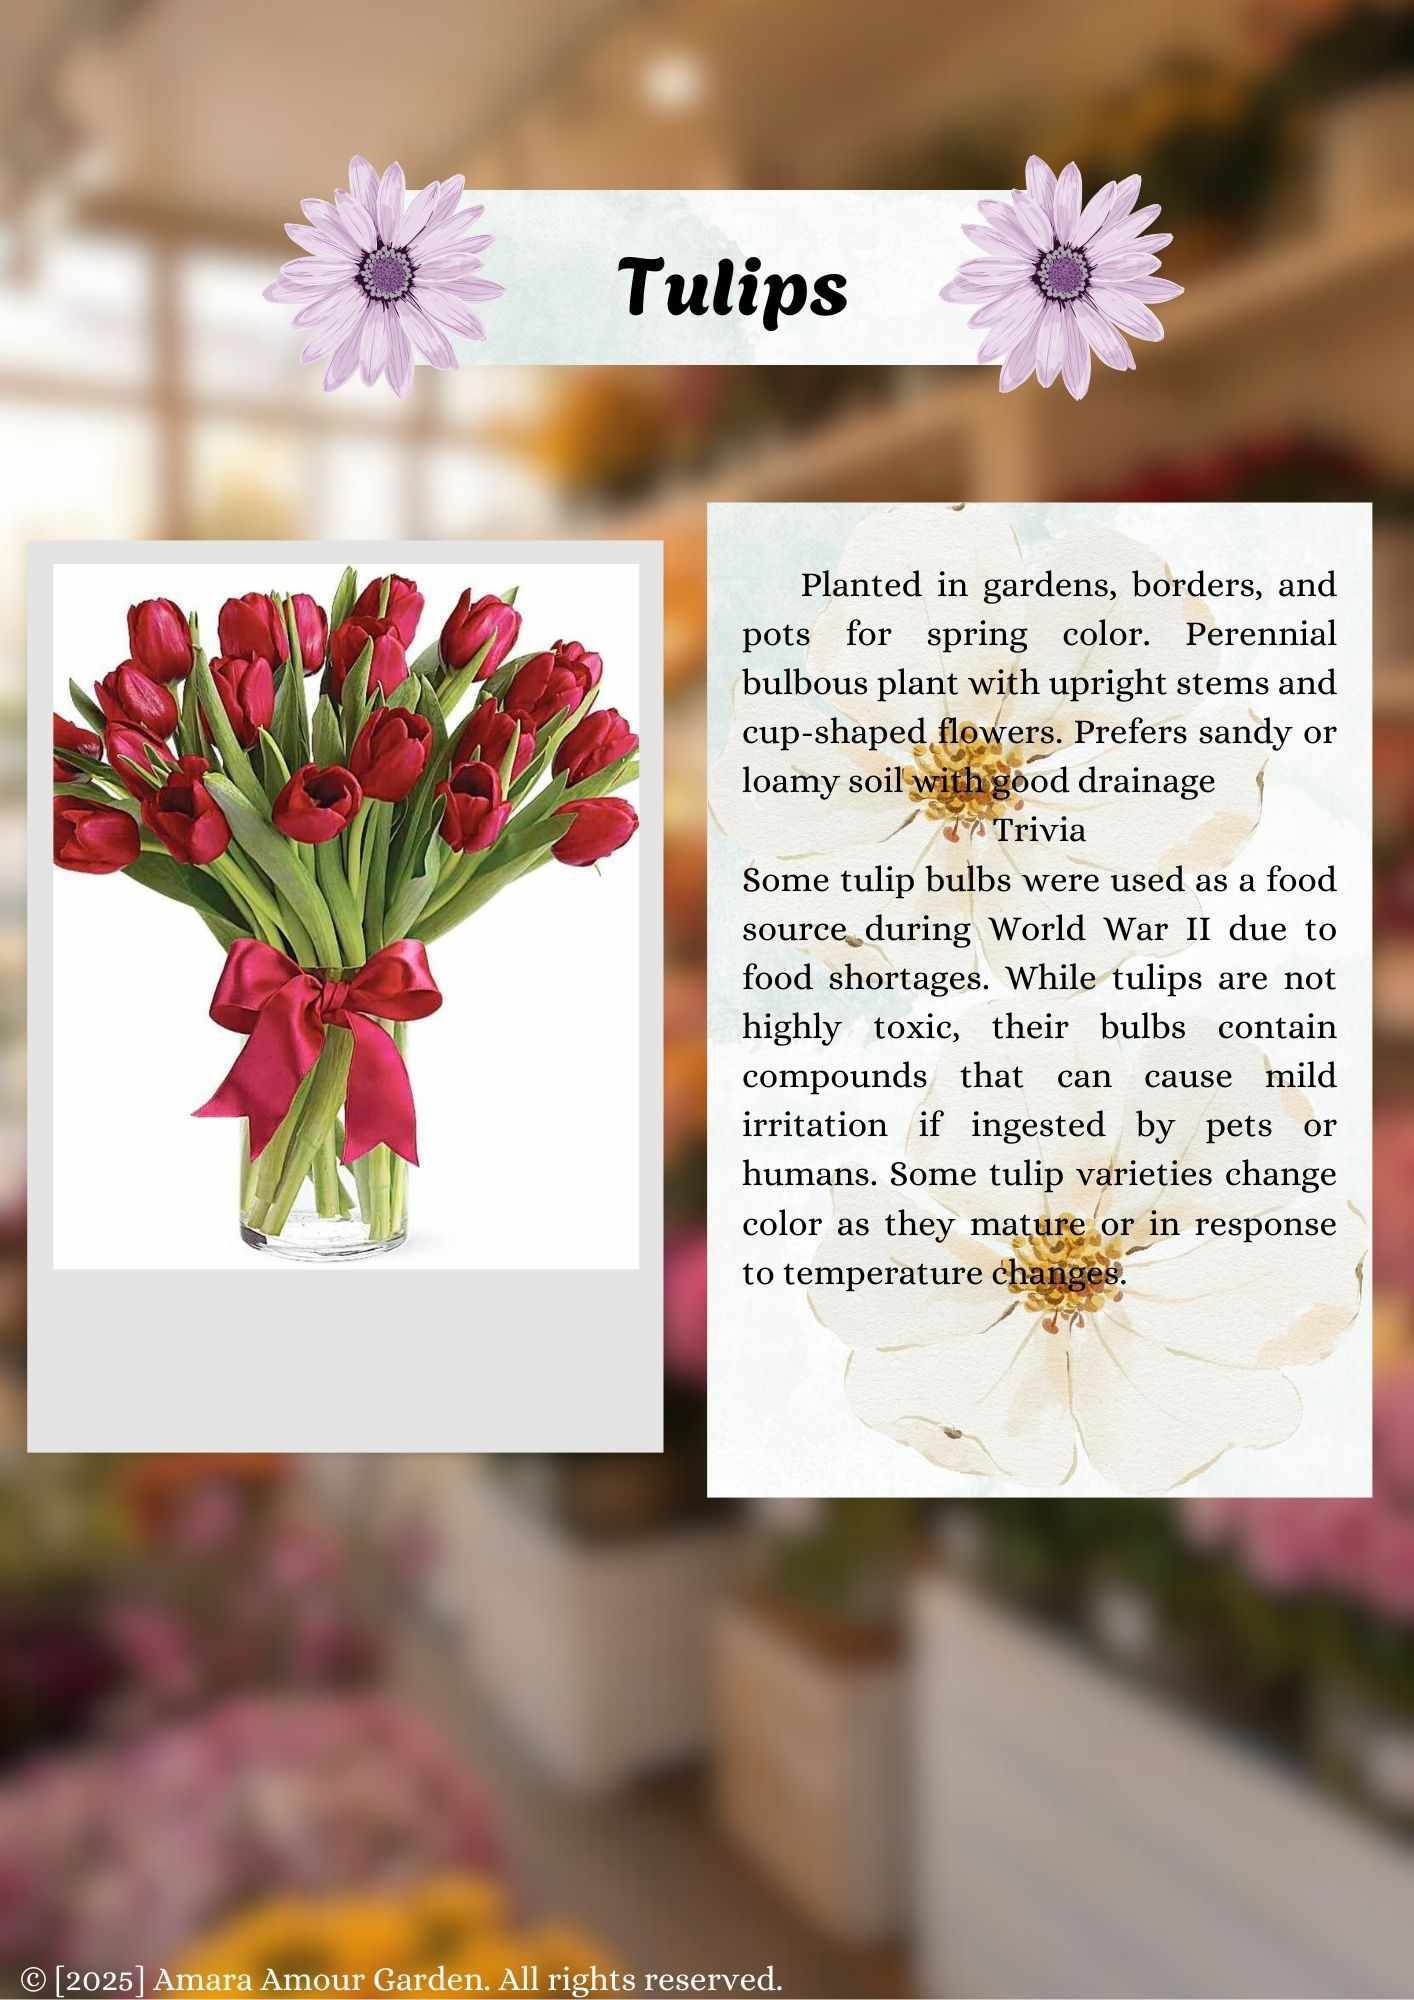 Tulips
Planted in gardens, borders, and
pots for spring color. Perennial
bulbous plant with upright stems and
cup-shaped flowers. Prefers sandy or
loamy soil with good drainage
Trivia
Some tulip bulbs were used as a food
source during World War II due to
food shortages. While tulips are not
highly toxic, their bulbs contain
compounds that can cause mild
irritation if ingested by pets or
humans. Some tulip varieties change
color as they mature or in response
to temperature changes.
© [2025] Amara Amour Garden. All rights reserved.